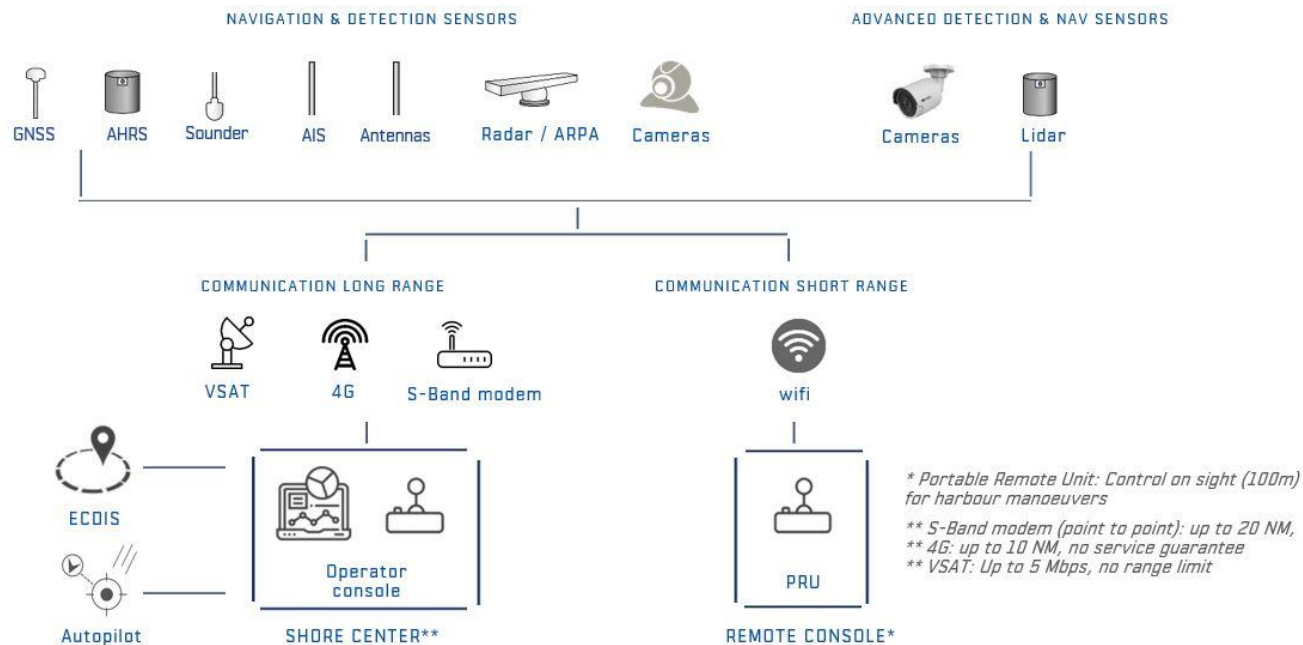 NAVIGATION & DETECTION SENSORS
ADVANCED DETECTION & NAV SENSORS
GNSS
AHRS
Sounder
AIS
Antennas
Radar / ARPA
Cameras
Cameras
Lidar
COMMUNICATION LONG RANGE
COMMUNICATION SHORT RANGE
VSAT
4G
S-Band modem
wifi
ECDIS
Autopilot
Operator
console
SHORE CENTER**
PRU
REMOTE CONSOLE*
* Portable Remote Unit: Control on sight (100m)
for harbour manoeuvers
** S-Band modem (point to point): up to 20 NM,
** 4G: up to 10 NM, no service guarantee
** VSAT: Up to 5 Mbps, no range limit